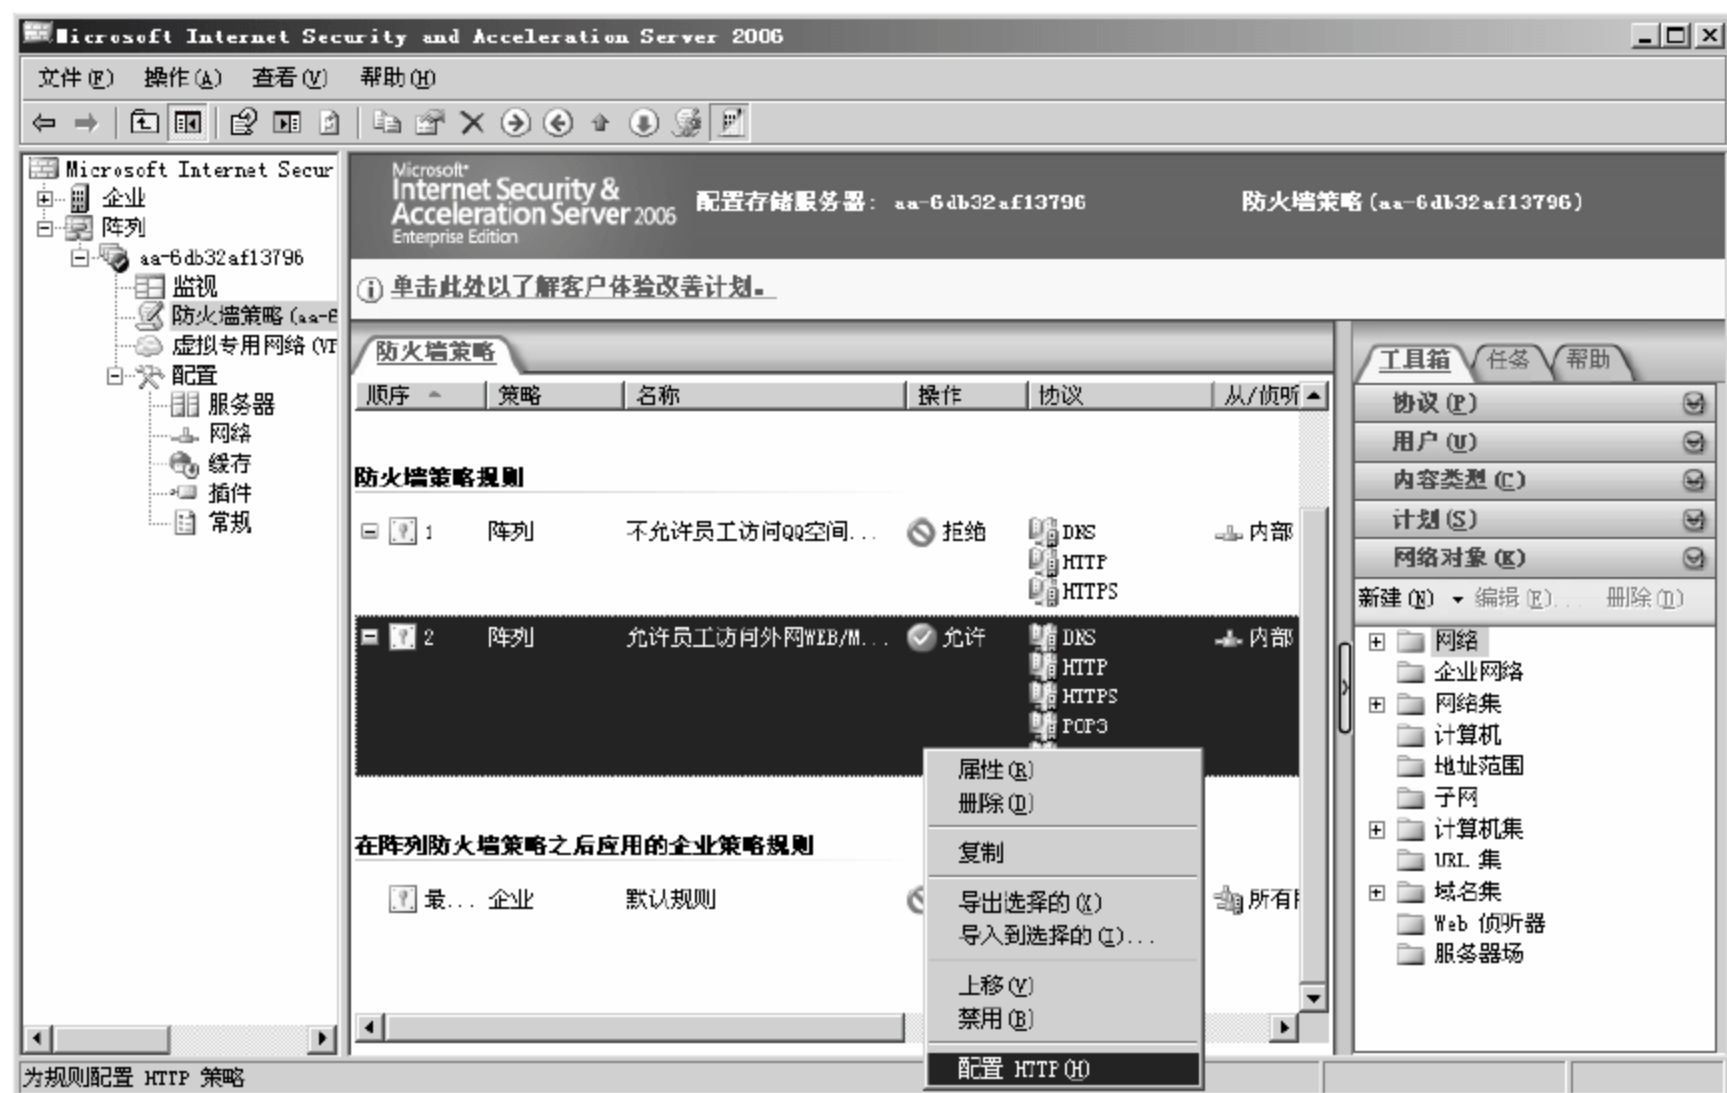 Microsoft Internet Security and Acceleration Server 2006
文件(F) 操作(A) 查看(V) 帮助(H)
Microsoft Internet Secur
企业
阵列
aa-6db32af13796
监视
防火墙策略(aa-6
虚拟专用网络(VP
配置
服务器
网络
缓存
插件
常规
Microsoft
Internet Security &
Acceleration Server 2006
Enterprise Edition
配置存储服务器: aa-6db32af13796
防火墙策略(aa-6db32af13796)
单击此处以了解客户体验改善计划。
防火墙策略
顺序 策略 名称 操作 协议 从/侦听
防火墙策略规则
1 阵列 不允许员工访问QQ空间... 拒绝 DNS 内部
HTTP
HTTPS
2 阵列 允许员工访问外网WEB/M... 允许 DNS 内部
HTTP
HTTPS
POP3
在阵列防火墙策略之后应用的企业策略规则
最... 企业 默认规则 所有
属性(R)
删除(D)
复制
导出选择的(X)
导入到选择的(I)...
上移(V)
禁用(B)
配置 HTTP(H)
工具箱 任务 帮助
协议(P)
用户(U)
内容类型(C)
计划(S)
网络对象(K)
新建(N) 编辑(E)... 删除(D)
网络
企业网络
网络集
计算机
地址范围
子网
计算机集
URL 集
域名集
Web 侦听器
服务器场
为规则配置 HTTP 策略